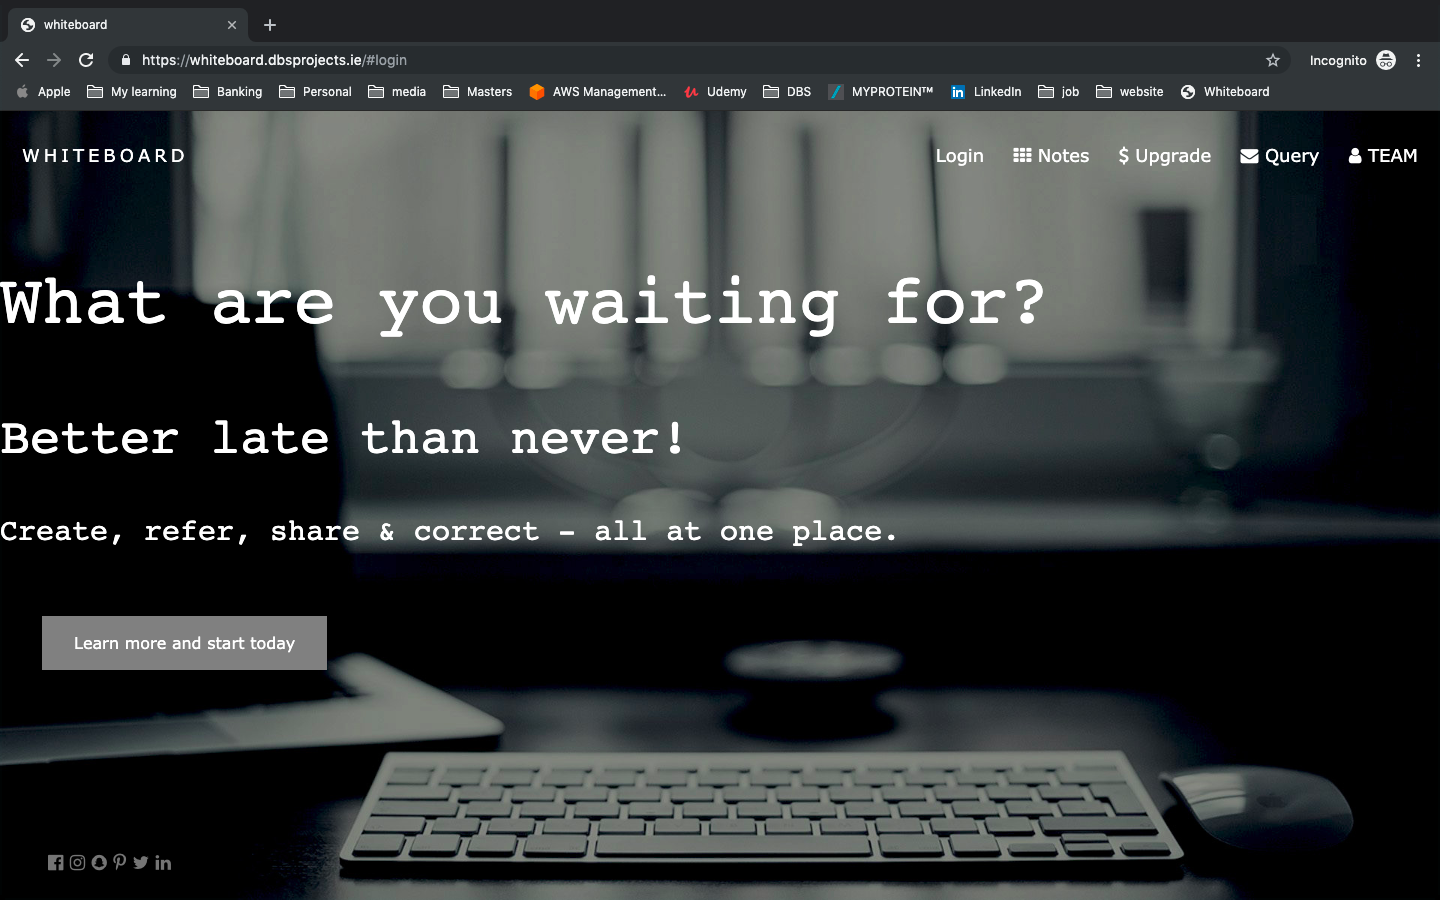 whiteboard
https://whiteboard.dbsprojects.ie/#login
Incognito
Apple My learning Banking Personal media Masters AWS Management... Udemy DBS MYPROTEIN™ LinkedIn job website Whiteboard
WHITEBOARD
Login Notes $ Upgrade Query TEAM
What are you waiting for?
Better late than never!
Create, refer, share & correct - all at one place.
Learn more and start today